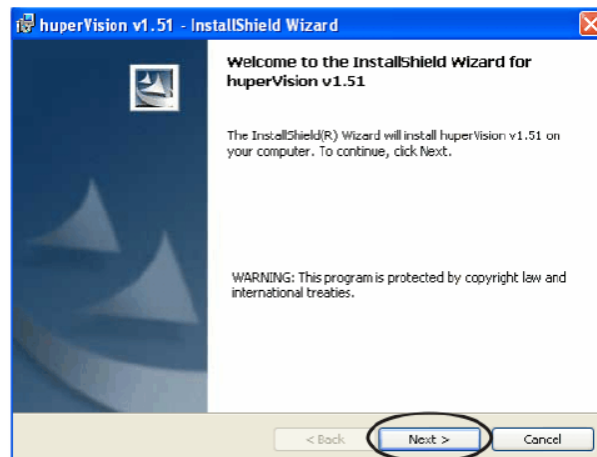 huperVision v1.51 - InstallShield Wizard
Welcome to the InstallShield Wizard for
huperVision v1.51
The InstallShield(R) Wizard will install huperVision v1.51 on
your computer. To continue, click Next.
WARNING: This program is protected by copyright law and
international treaties.
< Back Next > Cancel